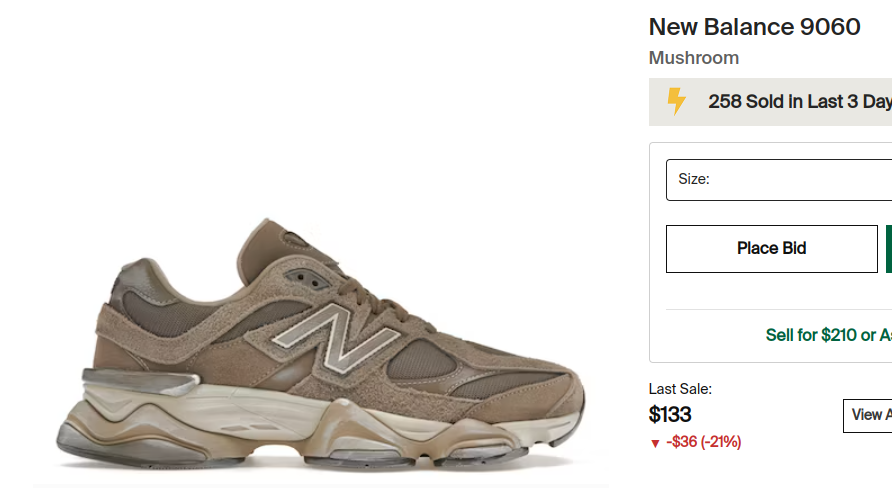 New Balance 9060
Mushroom
258 Sold in Last 3 Day
Size:
Place Bid
Sell for $210 or A
Last Sale:
$133
View A
▼ -$36 (-21%)
N